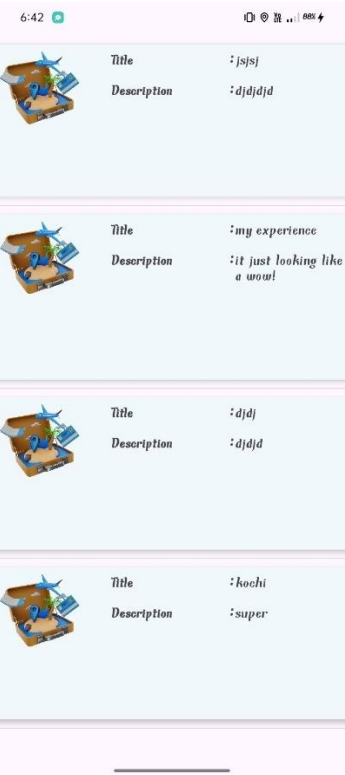 6:42
88%
Title :jsjsj
Description :djdjdjd
Title :my experience
Description :it just looking like
a wow!
Title :djdj
Description :djdjd
Title :kochi
Description :super